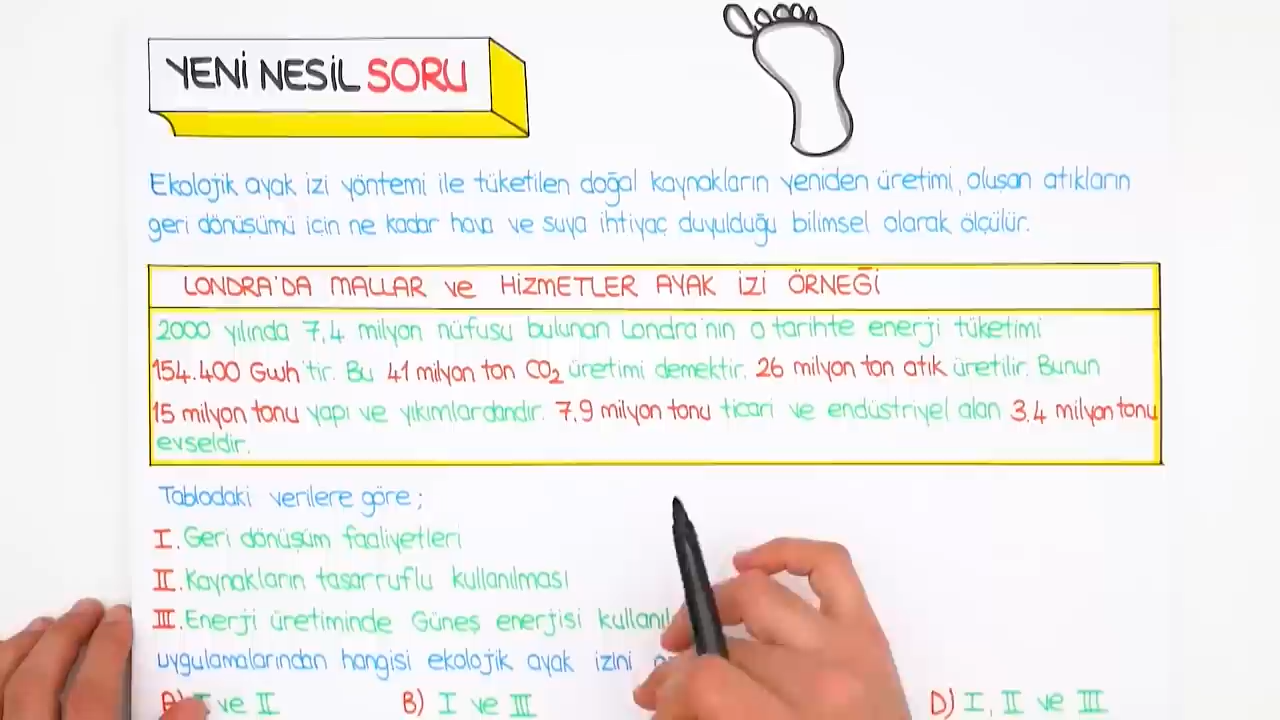 YENİ NESİL SORU
Ekolojik ayak izi yöntemi ile tüketilen doğal kaynakların yeniden üretimi, oluşan atıkların
geri dönüşümü için ne kadar hava ve suya ihtiyaç duyulduğu bilimsel olarak ölçülür.
LONDRA'DA MALLAR ve HİZMETLER AYAK İZİ ÖRNEĞİ
2000 yılında 7,4 milyon nüfusu bulunan Londra'nın o tarihte enerji tüketimi
154.400 Gwh'tir. Bu 41 milyon ton CO₂ üretimi demektir. 26 milyon ton atık üretilir. Bunun
15 milyon tonu yapı ve yıkımlardandır. 7.9 milyon tonu ticari ve endüstriyel alan 3.4 milyon tonu
evseldir.
Tablodaki verilere göre;
I. Geri dönüşüm faaliyetleri
II. Kaynakların tasarruflu kullanılması
III. Enerji üretiminde Güneş enerjisi
uygulamalarından hangisi ekolojik ayak izini
A) I ve II B) I ve III D) I, II ve III